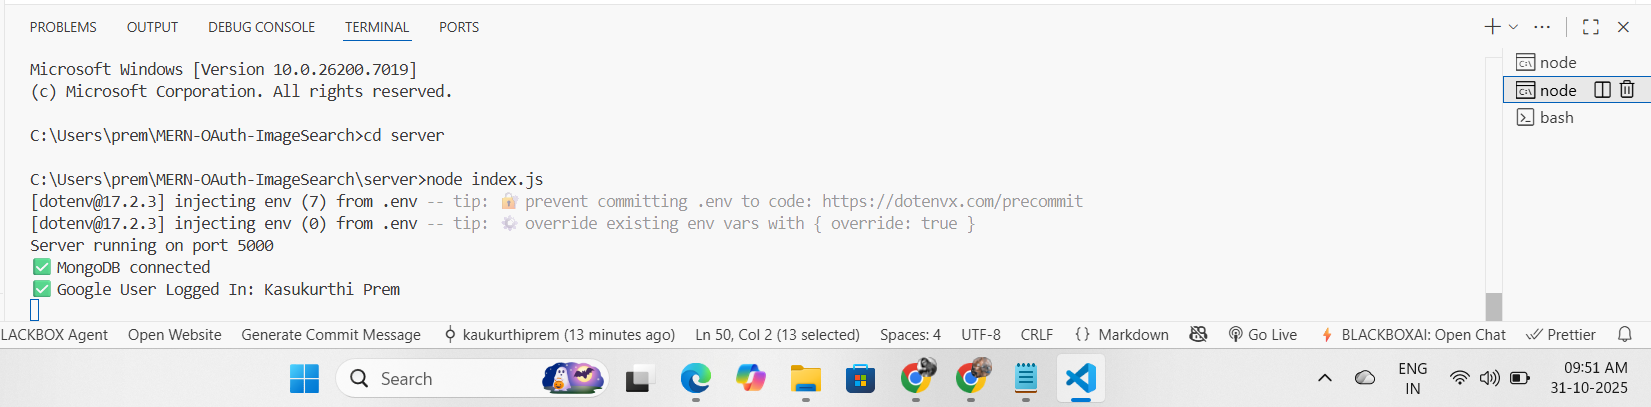 PROBLEMS OUTPUT DEBUG CONSOLE TERMINAL PORTS
Microsoft Windows [Version 10.0.26200.7019]
(c) Microsoft Corporation. All rights reserved.
C:\Users\prem\MERN-OAuth-ImageSearch>cd server
C:\Users\prem\MERN-OAuth-ImageSearch\server>node index.js
[dotenv@17.2.3] injecting env (7) from .env -- tip: 🔐 prevent committing .env to code: https://dotenvx.com/precommit
[dotenv@17.2.3] injecting env (0) from .env -- tip: ⚙️ override existing env vars with { override: true }
Server running on port 5000
✅ MongoDB connected
✅ Google User Logged In: Kasukurthi Prem
node
node
bash
LACKBOX Agent Open Website Generate Commit Message kaukurthiprem (13 minutes ago) Ln 50, Col 2 (13 selected) Spaces: 4 UTF-8 CRLF {} Markdown Go Live BLACKBOXAI: Open Chat Prettier
Search
ENG
IN
09:51 AM
31-10-2025